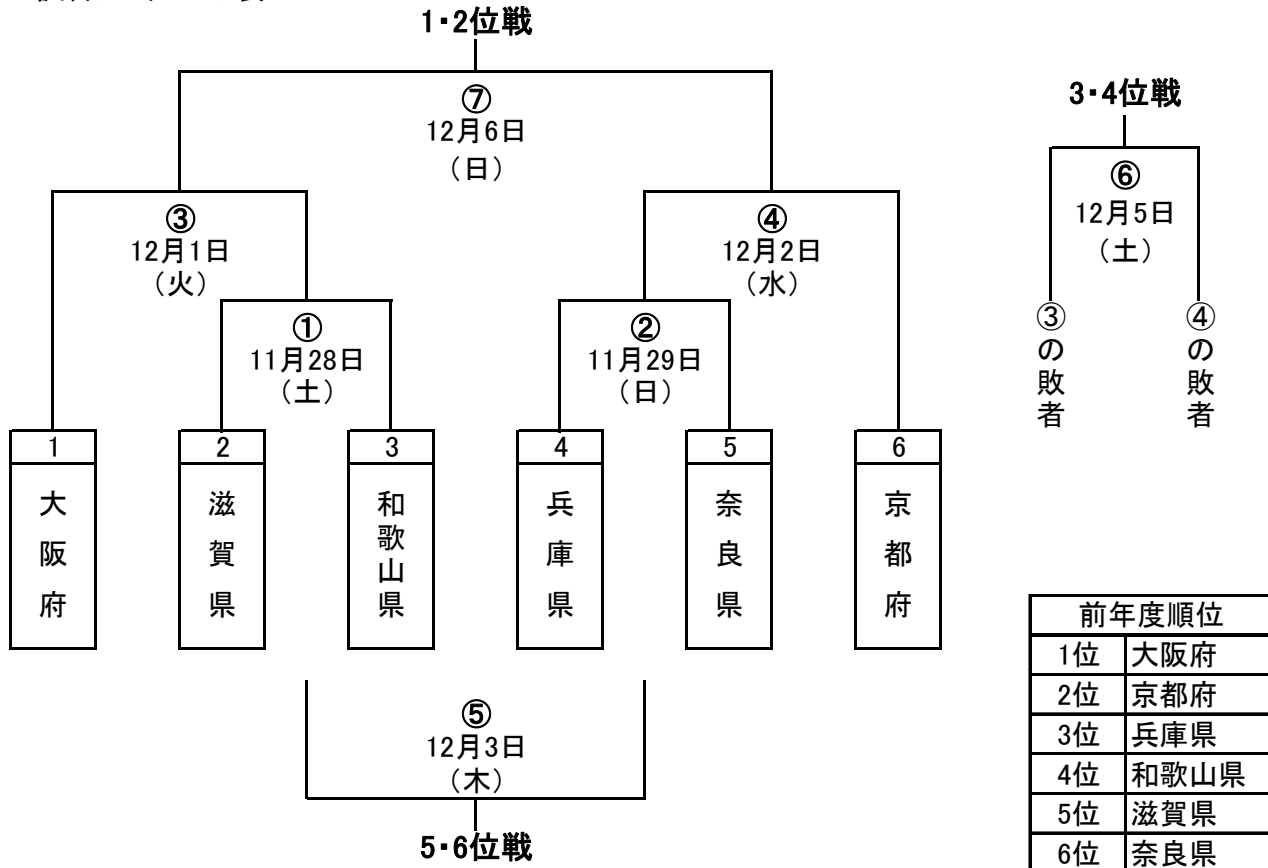 1・2位戦
⑦
12月6日
（日）
3・4位戦
⑥
12月5日
（土）
③の敗者
④の敗者
③
12月1日
（火）
④
12月2日
（水）
①
11月28日
（土）
②
11月29日
（日）
1
大阪府
2
滋賀県
3
和歌山県
4
兵庫県
5
奈良県
6
京都府
⑤
12月3日
（木）
5・6位戦
前年度順位
1位 大阪府
2位 京都府
3位 兵庫県
4位 和歌山県
5位 滋賀県
6位 奈良県